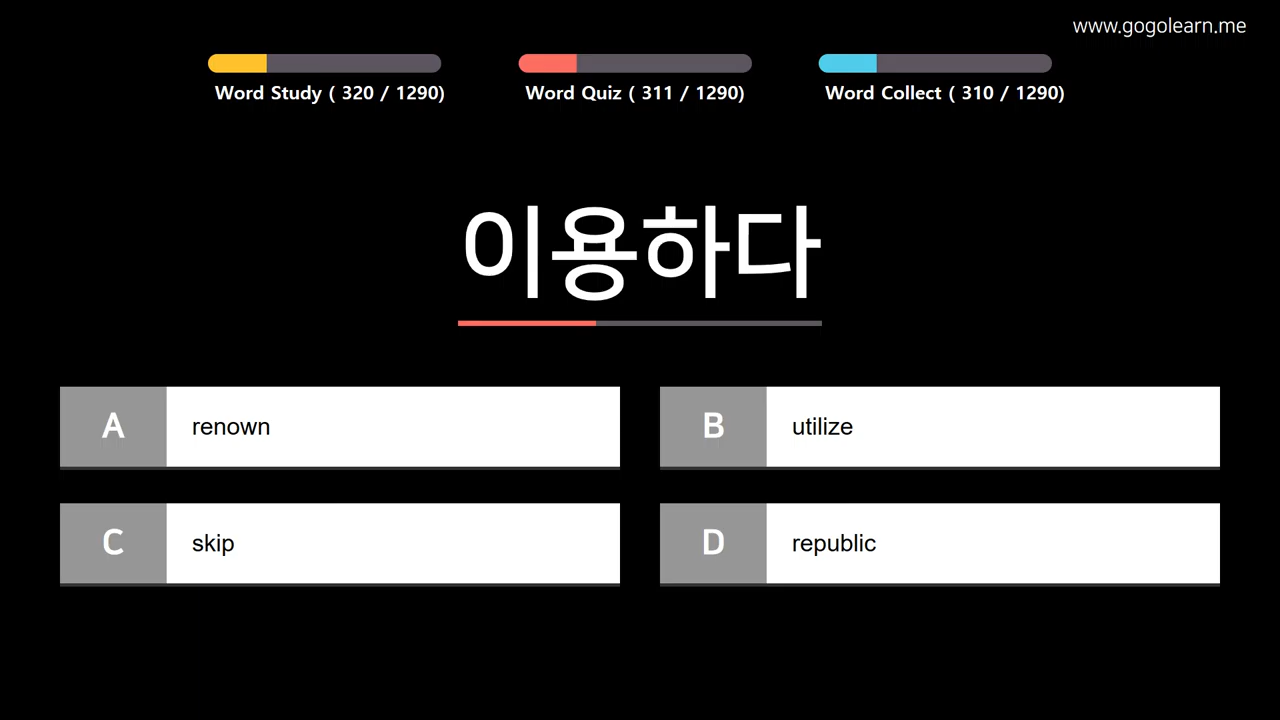 www.gogolearn.me
Word Study ( 320 / 1290)
Word Quiz ( 311 / 1290)
Word Collect ( 310 / 1290)
이용하다
A renown
B utilize
C skip
D republic